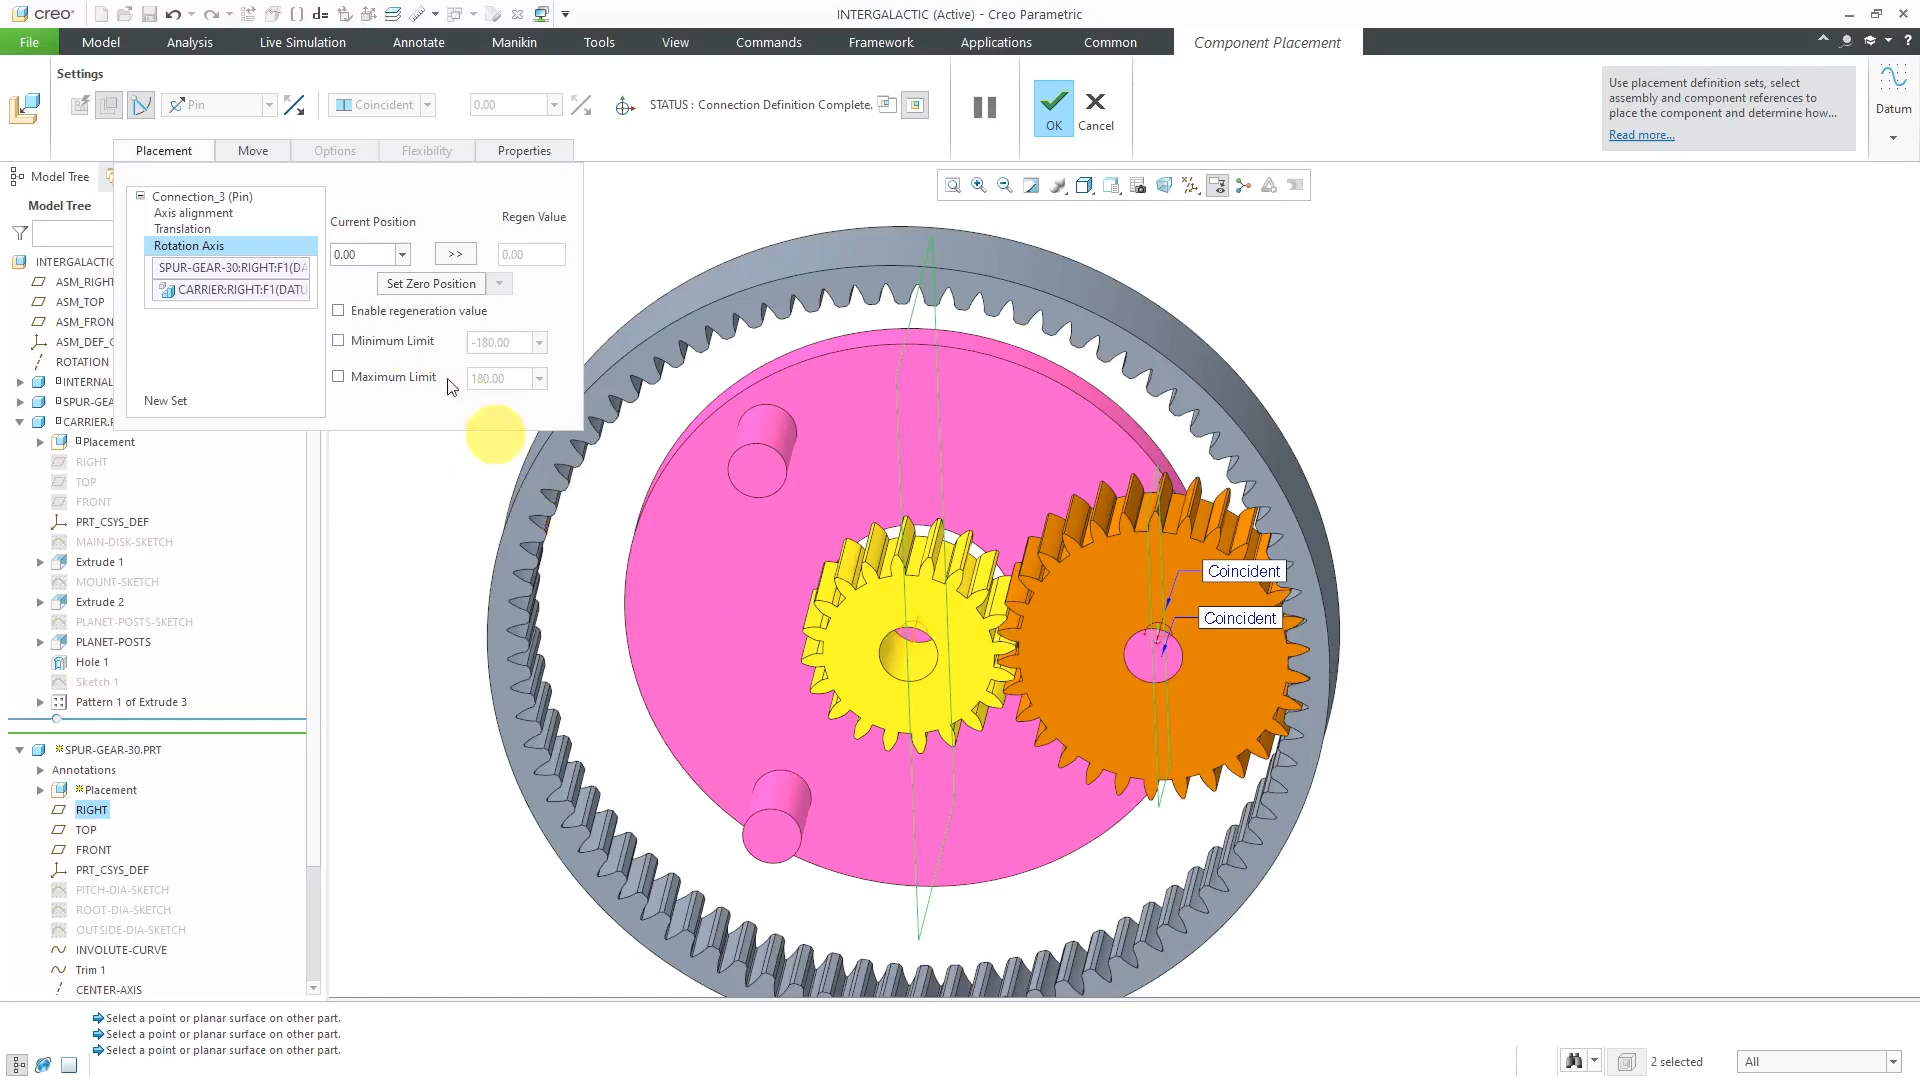 creo
d=
INTERGALACTIC (Active) - Creo Parametric
File
Model
Analysis
Live Simulation
Annotate
Manikin
Tools
View
Commands
Framework
Applications
Common
Component Placement
Settings
Pin
Coincident
0.00
STATUS : Connection Definition Complete.
OK
Cancel
Use placement definition sets, select
assembly and component references to
place the component and determine how...
Read more...
Datum
Placement
Move
Options
Flexibility
Properties
Model Tree
Model Tree
Connection_3 (Pin)
Axis alignment
Translation
Rotation Axis
SPUR-GEAR-30:RIGHT:F1(DA
CARRIER:RIGHT:F1(DATU
New Set
Current Position
Regen Value
0.00
>>
0.00
Set Zero Position
Enable regeneration value
Minimum Limit
-180.00
Maximum Limit
180.00
INTERGALACTIC
ASM_RIGHT
ASM_TOP
ASM_FRON
ASM_DEF_C
ROTATION
INTERNAL
SPUR-GEAR
CARRIER.P
Placement
RIGHT
TOP
FRONT
PRT_CSYS_DEF
MAIN-DISK-SKETCH
Extrude 1
MOUNT-SKETCH
Extrude 2
PLANET-POSTS-SKETCH
PLANET-POSTS
Hole 1
Sketch 1
Pattern 1 of Extrude 3
SPUR-GEAR-30.PRT
Annotations
Placement
RIGHT
TOP
FRONT
PRT_CSYS_DEF
PITCH-DIA-SKETCH
ROOT-DIA-SKETCH
OUTSIDE-DIA-SKETCH
INVOLUTE-CURVE
Trim 1
CENTER-AXIS
Coincident
Coincident
Select a point or planar surface on other part.
Select a point or planar surface on other part.
Select a point or planar surface on other part.
2 selected
All